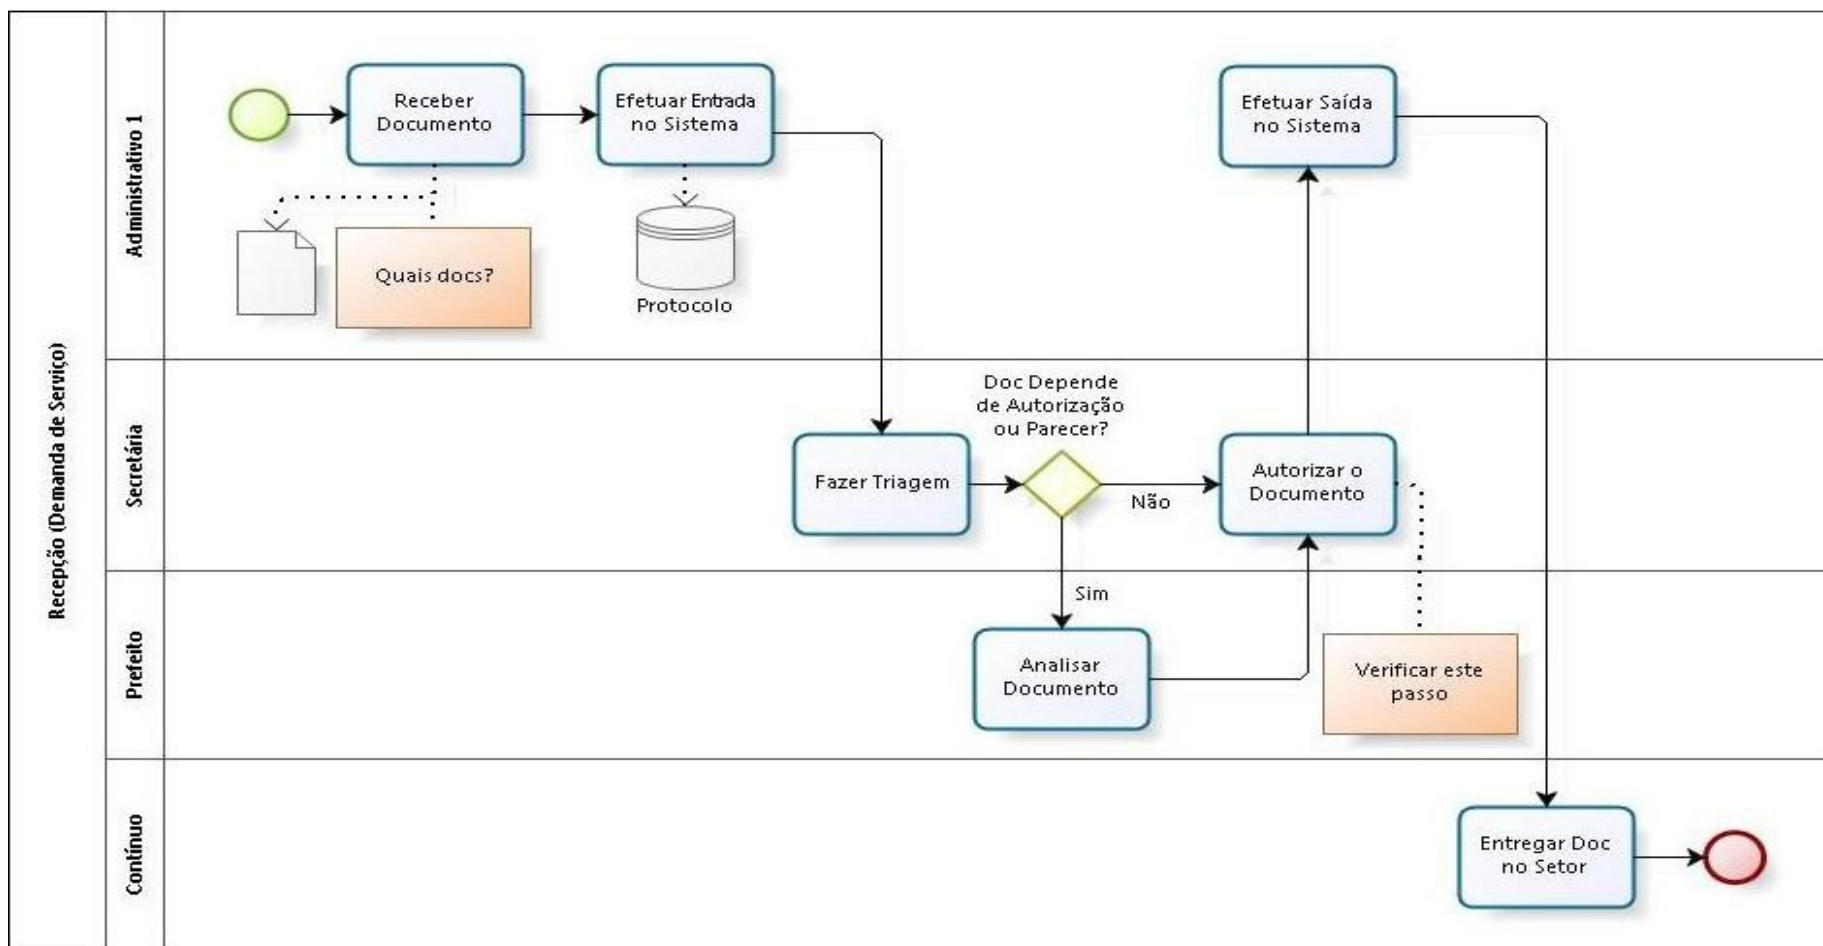 Recepção (Demanda de Serviço)
Administrativo 1
Receber
Documento
Efetuar Entrada
no Sistema
Efetuar Saída
no Sistema
Quais docs?
Protocolo
Secretária
Fazer Triagem
Doc Depende
de Autorização
ou Parecer?
Não
Autorizar o
Documento
Prefeito
Sim
Analisar
Documento
Verificar este
passo
Contínuo
Entregar Doc
no Setor